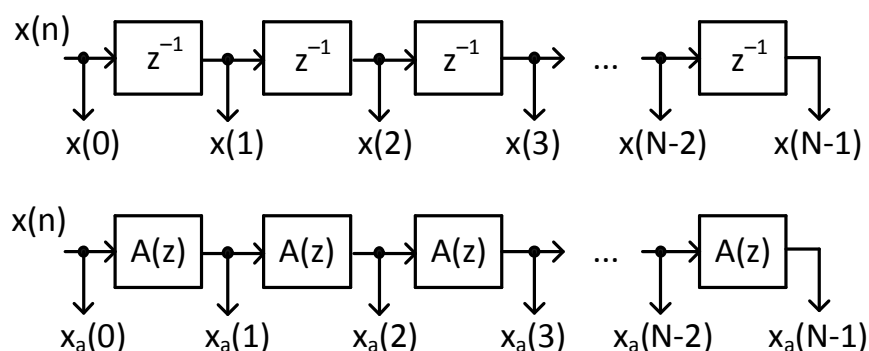 x(n)
z⁻¹ z⁻¹ z⁻¹ ... z⁻¹
x(0) x(1) x(2) x(3) x(N-2) x(N-1)
x(n)
A(z) A(z) A(z) ... A(z)
xₐ(0) xₐ(1) xₐ(2) xₐ(3) xₐ(N-2) xₐ(N-1)